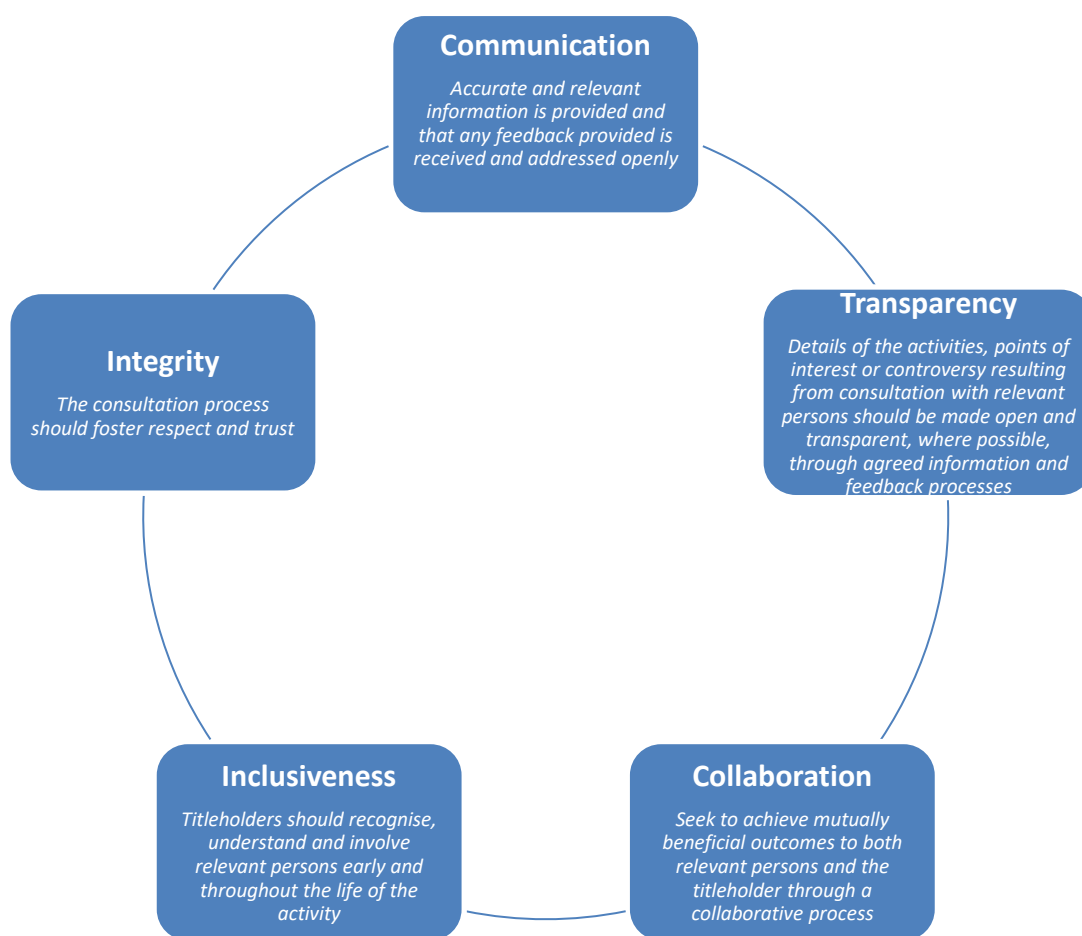 Communication
Accurate and relevant
information is provided and
that any feedback provided is
received and addressed openly
Transparency
Details of the activities, points of
interest or controversy resulting
from consultation with relevant
persons should be made open and
transparent, where possible,
through agreed information and
feedback processes
Collaboration
Seek to achieve mutually
beneficial outcomes to both
relevant persons and the
titleholder through a
collaborative process
Inclusiveness
Titleholders should recognise,
understand and involve
relevant persons early and
throughout the life of the
activity
Integrity
The consultation process
should foster respect and trust